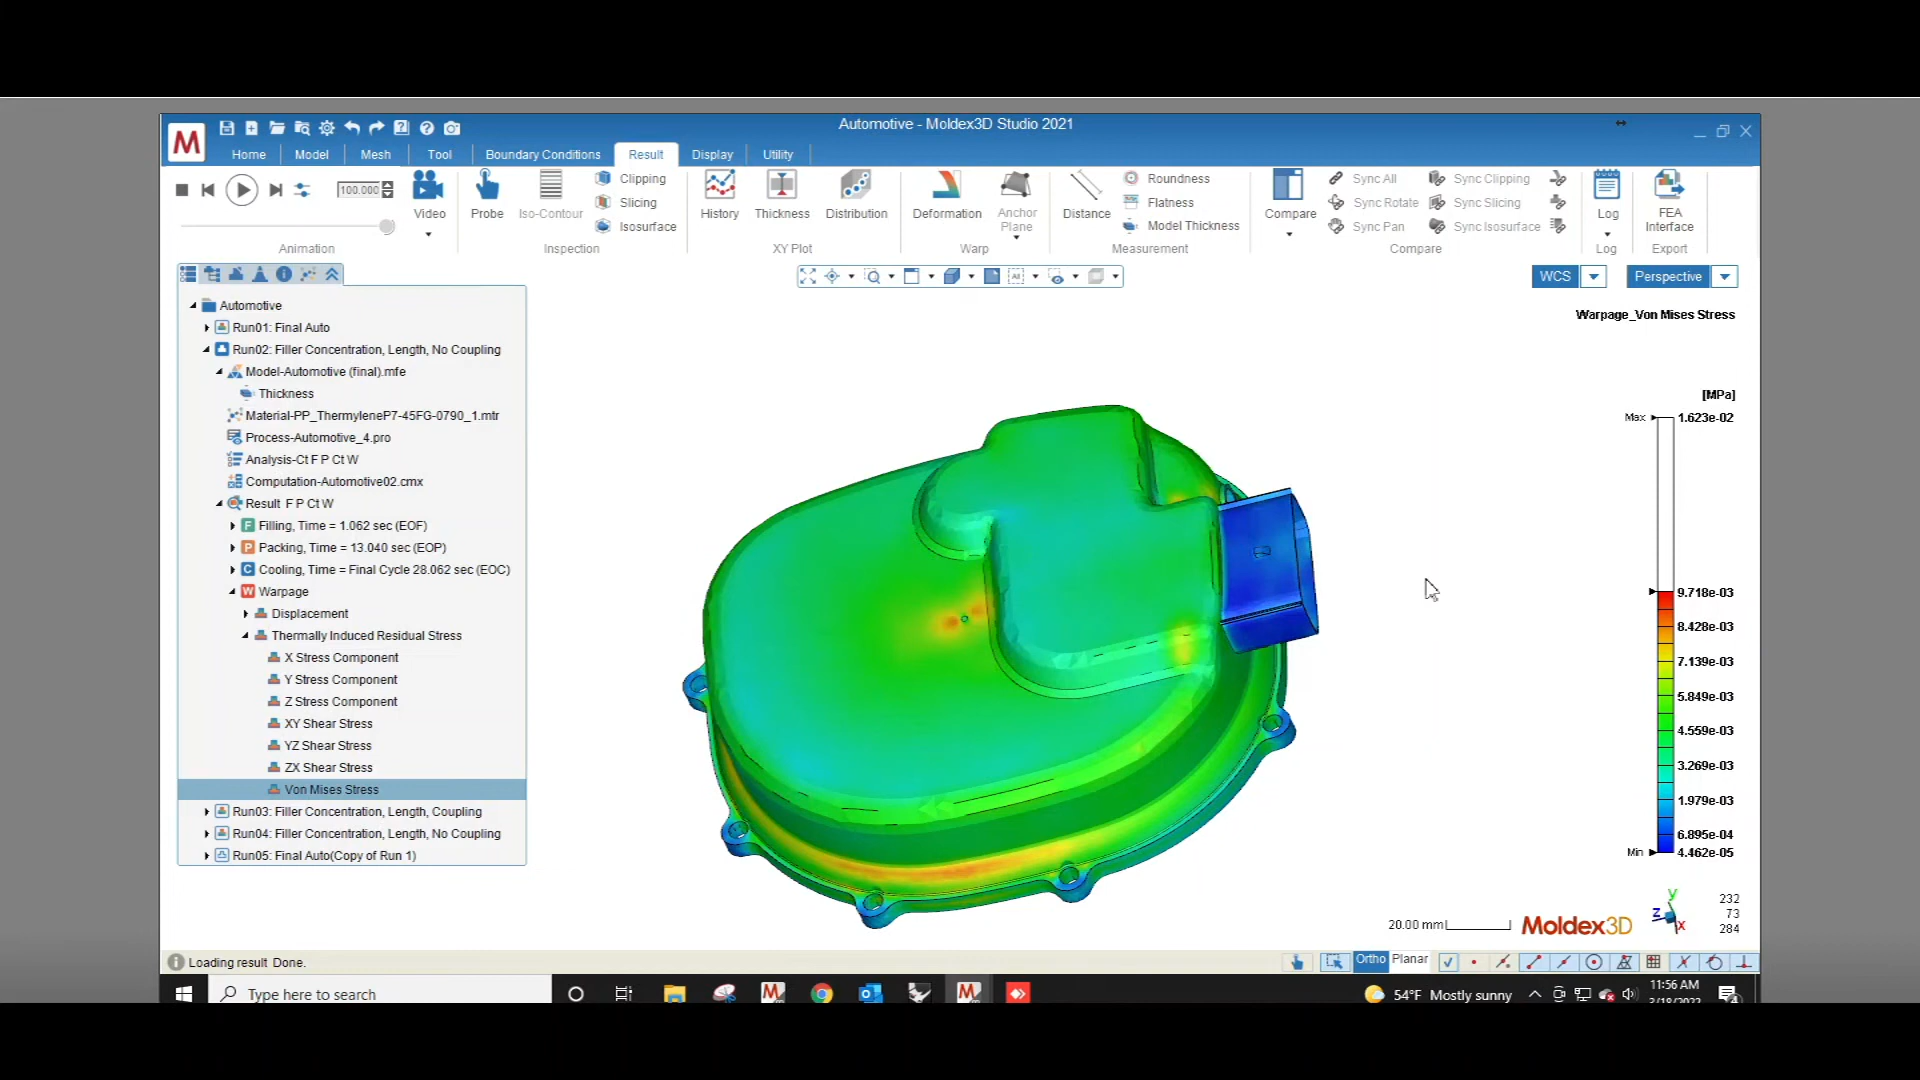 Automotive - Moldex3D Studio 2021
M
Home Model Mesh Tool Boundary Conditions Result Display Utility
100.000
Video
Animation
Probe
Iso-Contour
Clipping
Slicing
Isosurface
Inspection
History
Thickness
Distribution
XY Plot
Deformation
Anchor
Plane
Warp
Distance
Roundness
Flatness
Model Thickness
Measurement
Compare
Sync All
Sync Rotate
Sync Pan
Sync Clipping
Sync Slicing
Sync Isosurface
Compare
Log
Log
FEA
Interface
Export
WCS
Perspective
Automotive
Run01: Final Auto
Run02: Filler Concentration, Length, No Coupling
Model-Automotive (final).mfe
Thickness
Material-PP_ThermyleneP7-45FG-0790_1.mtr
Process-Automotive_4.pro
Analysis-Ct F P Ct W
Computation-Automotive02.cmx
Result F P Ct W
F Filling, Time = 1.062 sec (EOF)
P Packing, Time = 13.040 sec (EOP)
C Cooling, Time = Final Cycle 28.062 sec (EOC)
W Warpage
Displacement
Thermally Induced Residual Stress
X Stress Component
Y Stress Component
Z Stress Component
XY Shear Stress
YZ Shear Stress
ZX Shear Stress
Von Mises Stress
Run03: Filler Concentration, Length, Coupling
Run04: Filler Concentration, Length, No Coupling
Run05: Final Auto(Copy of Run 1)
Warpage_Von Mises Stress
[MPa]
Max 1.623e-02
9.718e-03
8.428e-03
7.139e-03
5.849e-03
4.559e-03
3.269e-03
1.979e-03
6.895e-04
Min 4.462e-05
20.00 mm
Moldex3D
Y
Z
X
232
73
284
Loading result Done.
Ortho Planar
Type here to search
54°F Mostly sunny
11:56 AM